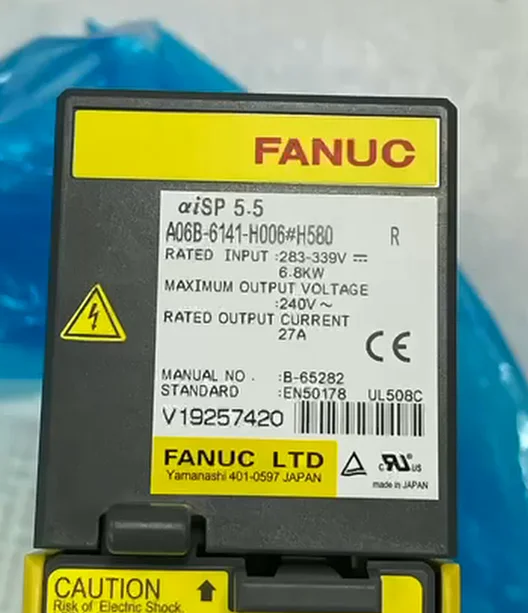 FANUC
αiSP 5.5
A06B-6141-H006#H580 R
RATED INPUT :283-339V ⎓
6.8KW
MAXIMUM OUTPUT VOLTAGE
:240V ~
RATED OUTPUT CURRENT
27A
CE
MANUAL NO. :B-65282
STANDARD :EN50178 UL508C
V19257420
FANUC LTD
Yamanashi 401-0597 JAPAN
c RU us
made in JAPAN
CAUTION
Risk of Electric Shock.